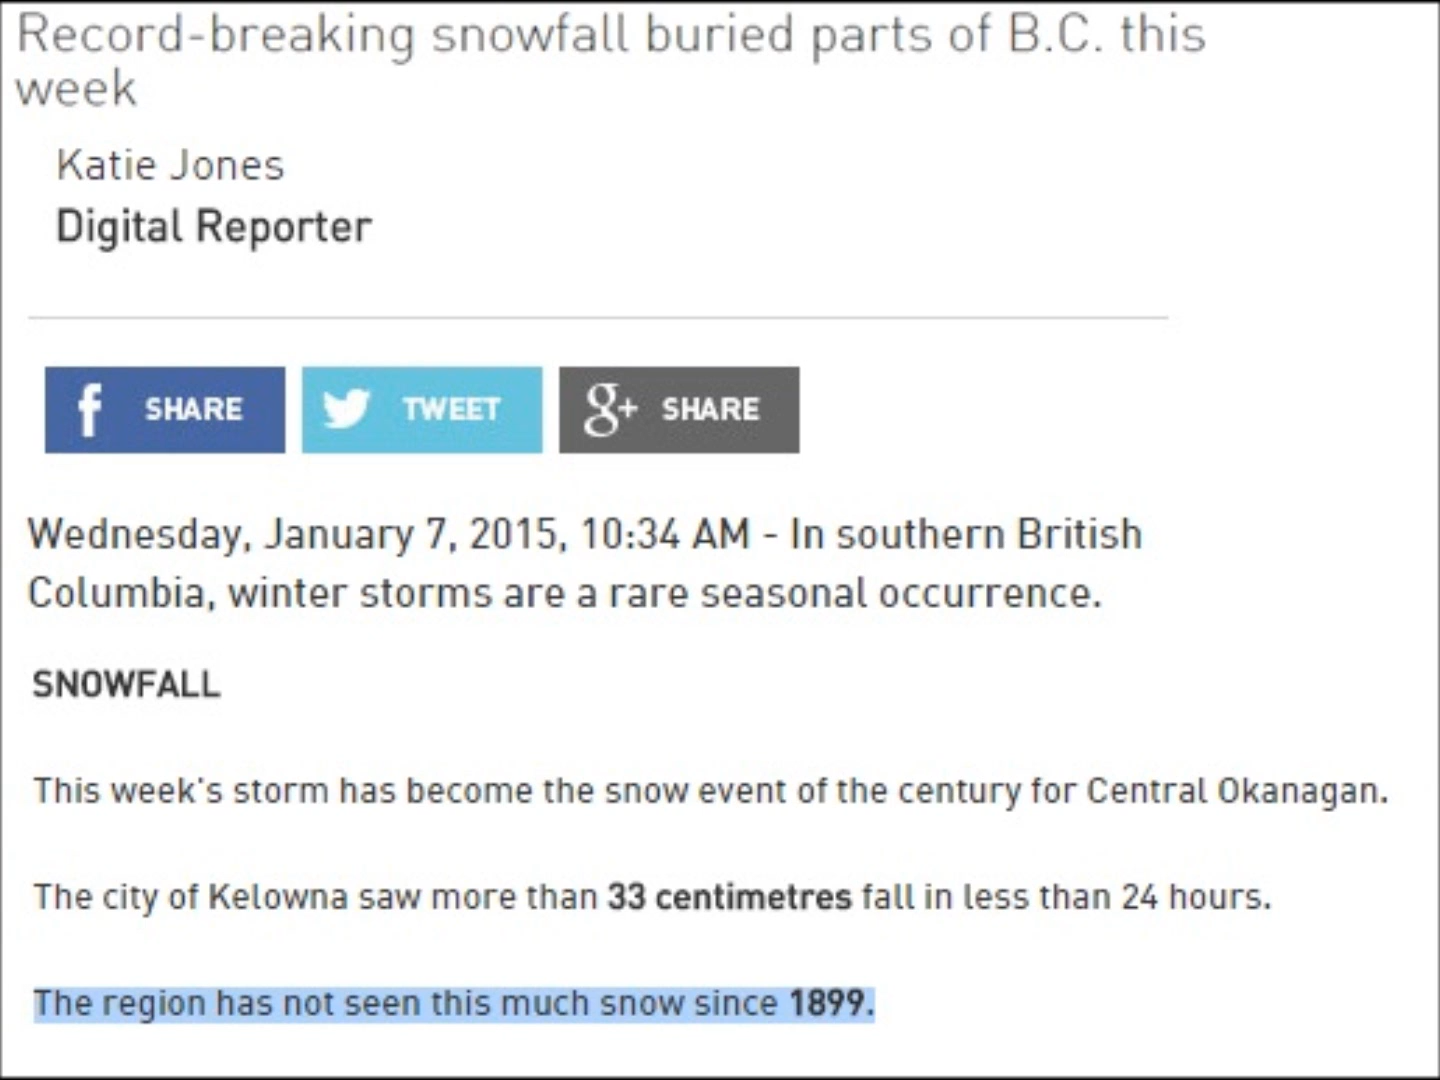 Record-breaking snowfall buried parts of B.C. this
week
Katie Jones
Digital Reporter
f SHARE
TWEET
g+ SHARE
Wednesday, January 7, 2015, 10:34 AM - In southern British
Columbia, winter storms are a rare seasonal occurrence.
SNOWFALL
This week's storm has become the snow event of the century for Central Okanagan.
The city of Kelowna saw more than 33 centimetres fall in less than 24 hours.
The region has not seen this much snow since 1899.